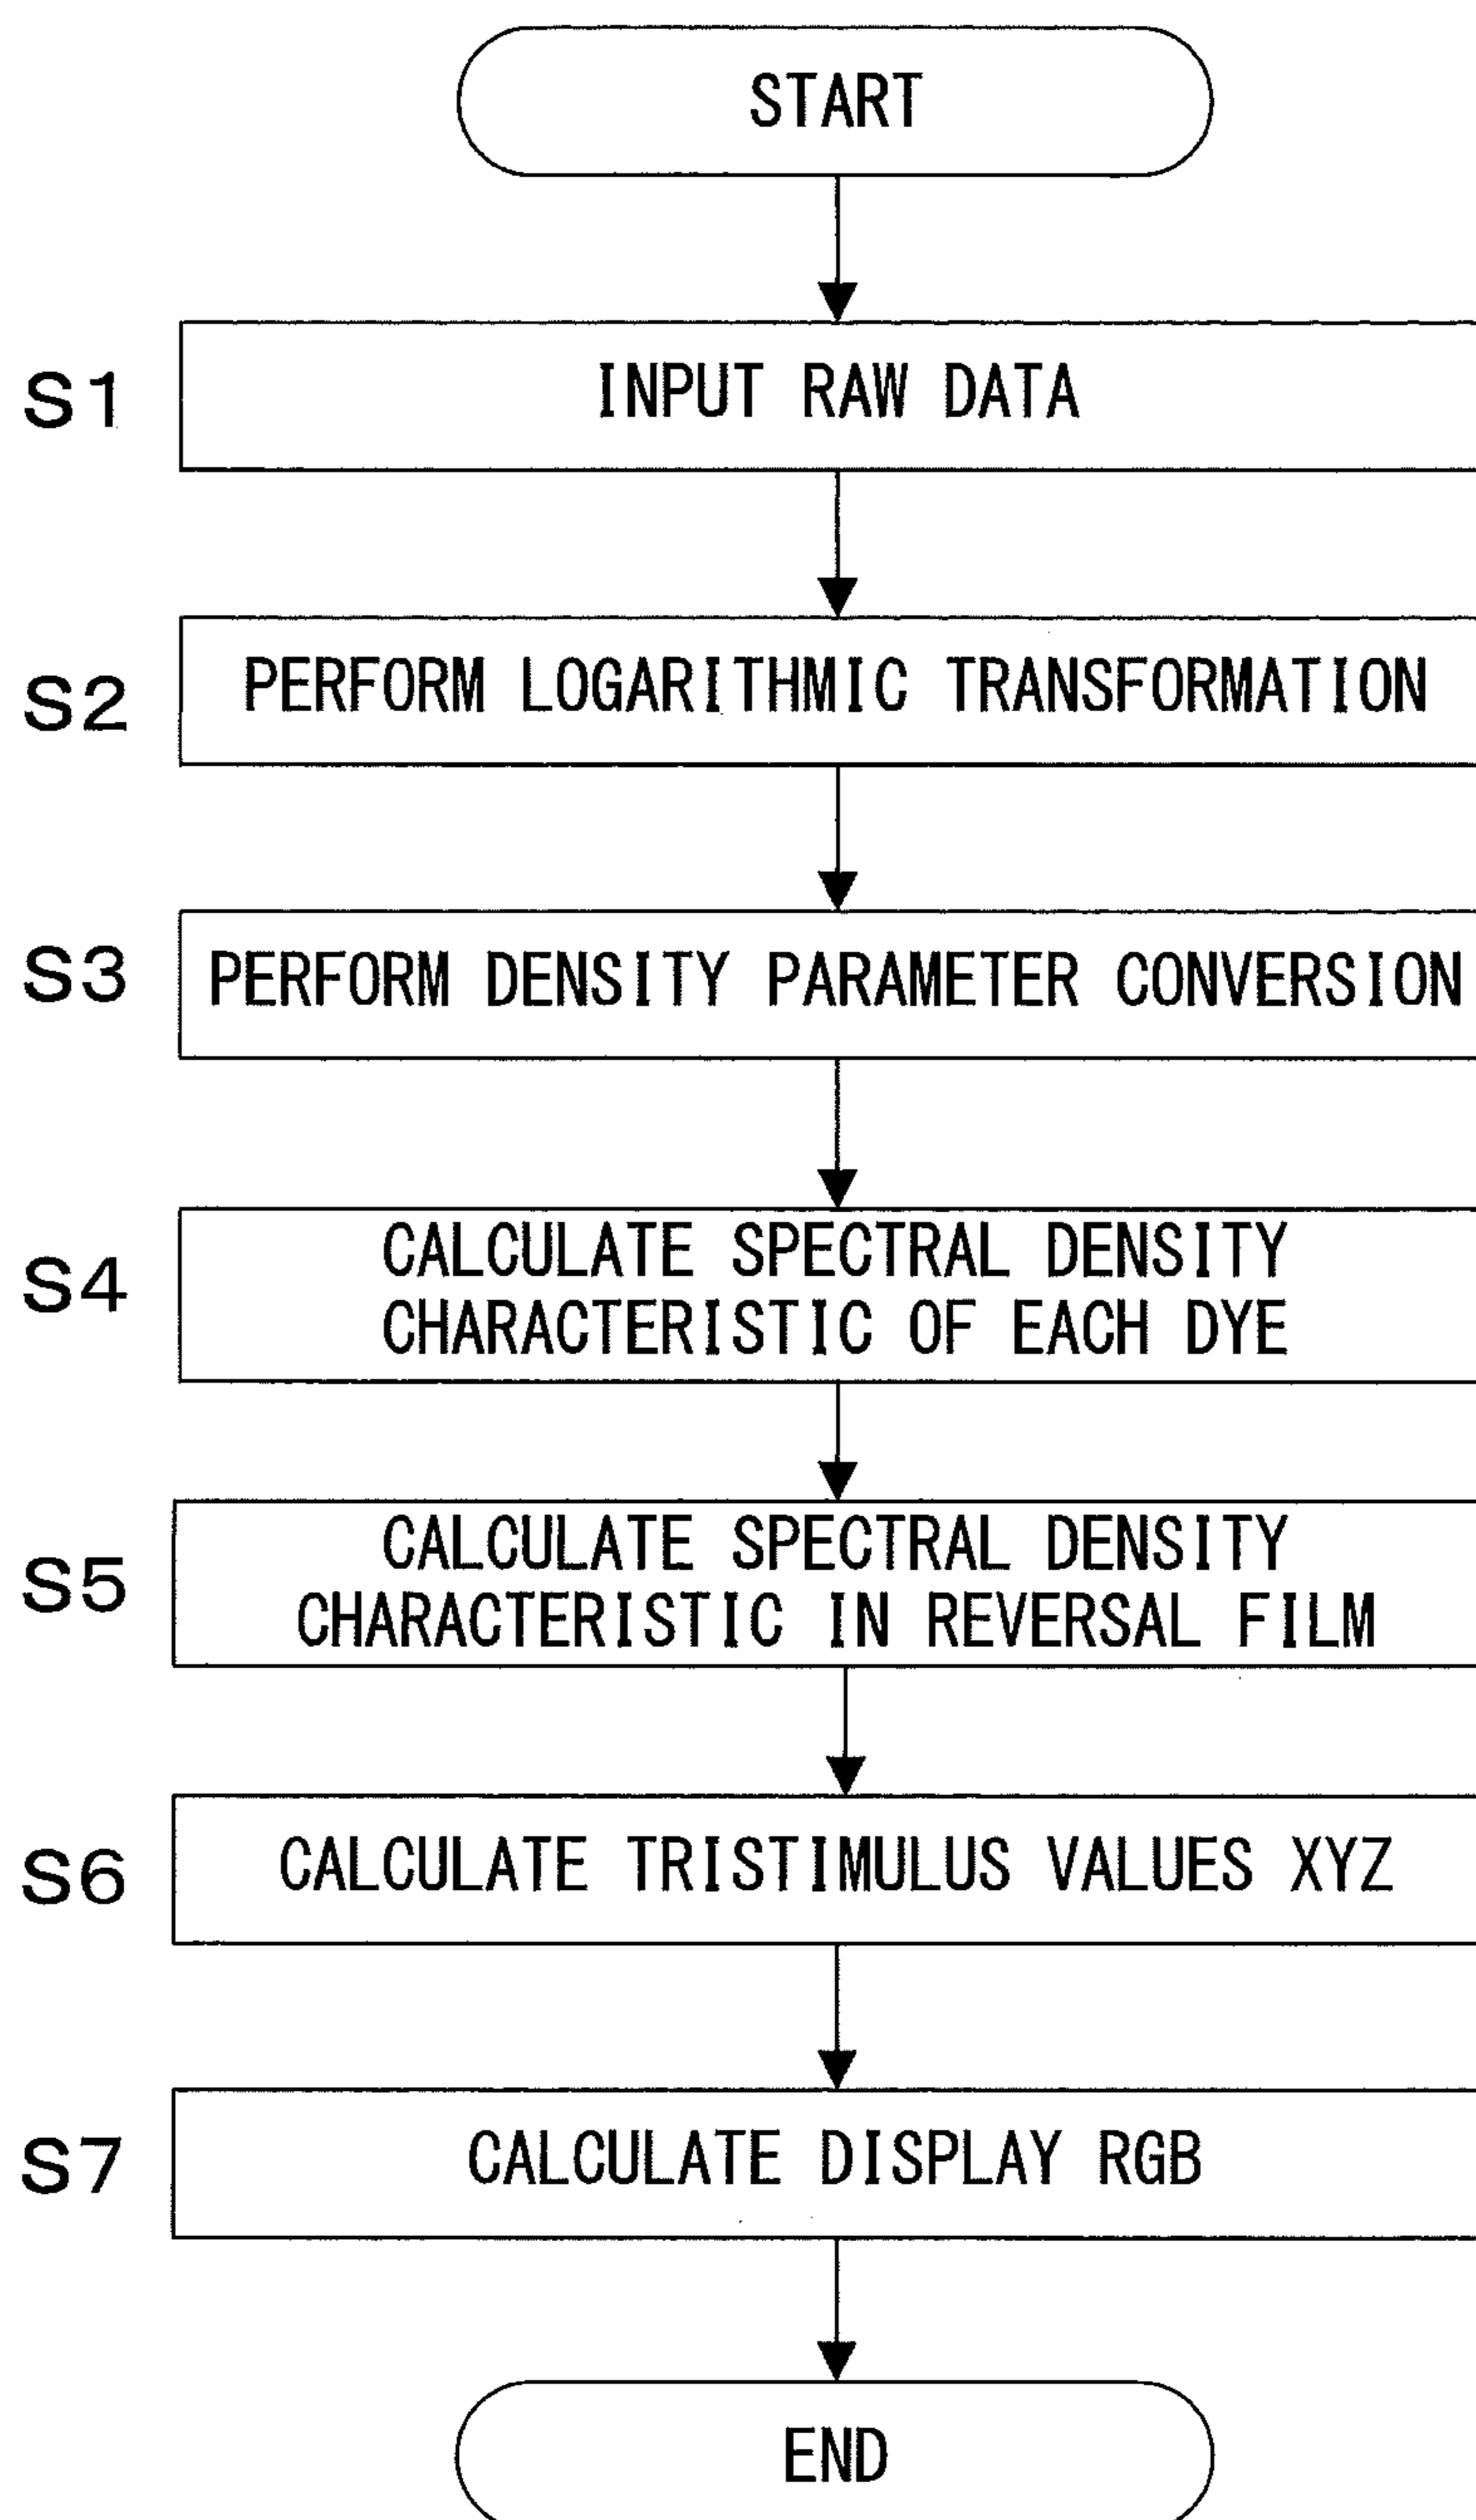 START
S1
INPUT RAW DATA
S2
PERFORM LOGARITHMIC TRANSFORMATION
S3
PERFORM DENSITY PARAMETER CONVERSION
S4
CALCULATE SPECTRAL DENSITY
CHARACTERISTIC OF EACH DYE
S5
CALCULATE SPECTRAL DENSITY
CHARACTERISTIC IN REVERSAL FILM
S6
CALCULATE TRISTIMULUS VALUES XYZ
S7
CALCULATE DISPLAY RGB
END